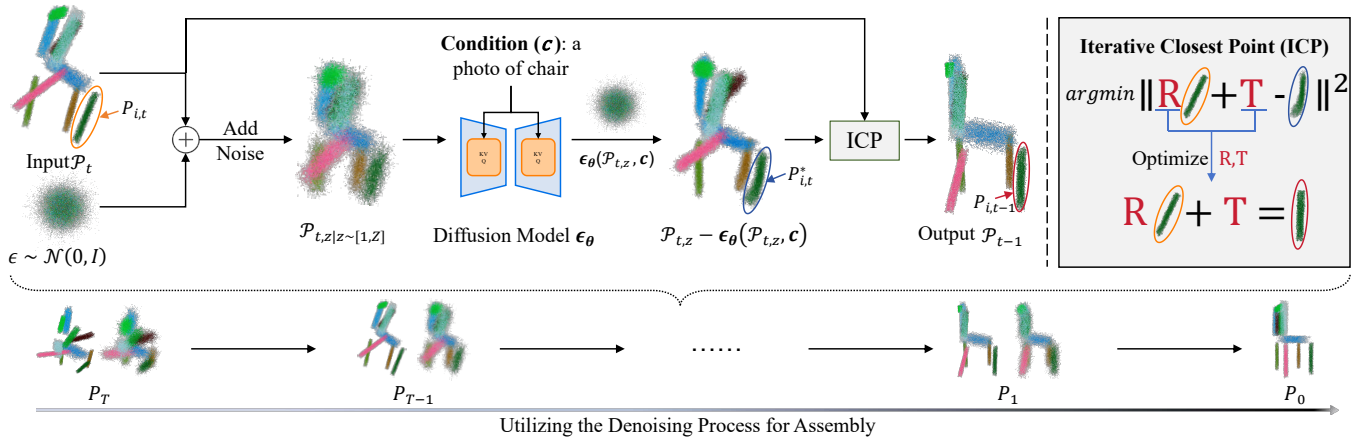 Condition (c): a
photo of chair
P_{i,t}
Input 𝒫_t
ϵ ~ 𝒩(0, I)
+
Add
Noise
𝒫_{t,z|z~[1,Z]}
KV
Q
KV
Q
Diffusion Model ϵ_θ
ϵ_θ(𝒫_{t,z}, c)
P*_{i,t}
𝒫_{t,z} − ϵ_θ(𝒫_{t,z}, c)
ICP
P_{i,t−1}
Output 𝒫_{t−1}
Iterative Closest Point (ICP)
argmin ‖R + T - ‖²
Optimize R,T
R + T =
P_T
P_{T−1}
......
P_1
P_0
Utilizing the Denoising Process for Assembly